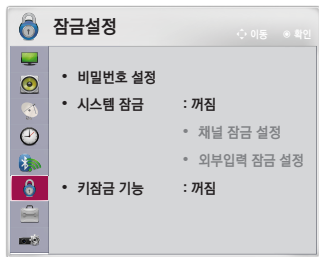 잠금설정
이동 확인
• 비밀번호 설정
• 시스템 잠금 : 꺼짐
• 채널 잠금 설정
• 외부입력 잠금 설정
• 키잠금 기능 : 꺼짐